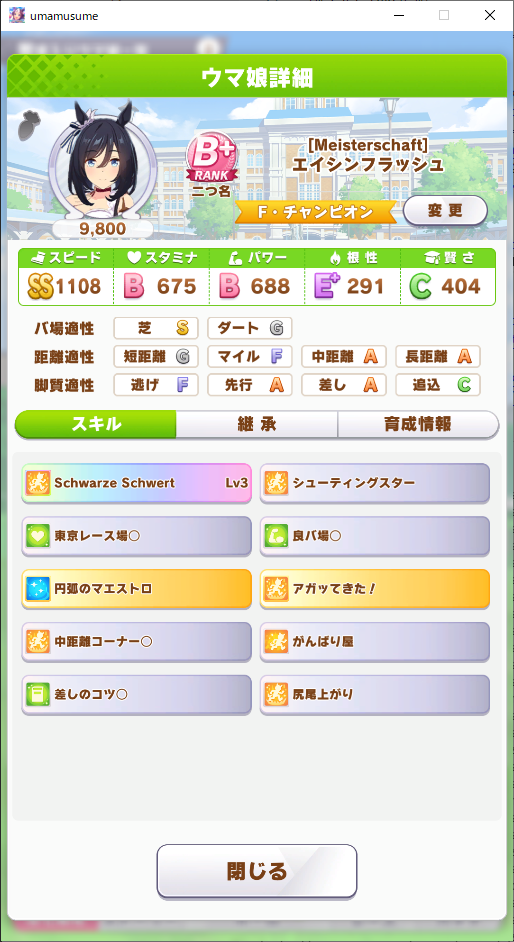 umamusume
ウマ娘詳細
B+
RANK
二つ名
[Meisterschaft]
エイシンフラッシュ
F・チャンピオン
変更
9,800
スピード スタミナ パワー 根性 賢さ
SS 1108 B 675 B 688 E+ 291 C 404
バ場適性 芝 S ダート G
距離適性 短距離 G マイル F 中距離 A 長距離 A
脚質適性 逃げ F 先行 A 差し A 追込 C
スキル 継承 育成情報
Schwarze Schwert Lv3 シューティングスター
東京レース場○ 良バ場○
円弧のマエストロ アガッてきた！
中距離コーナー○ がんばり屋
差しのコツ○ 尻尾上がり
閉じる